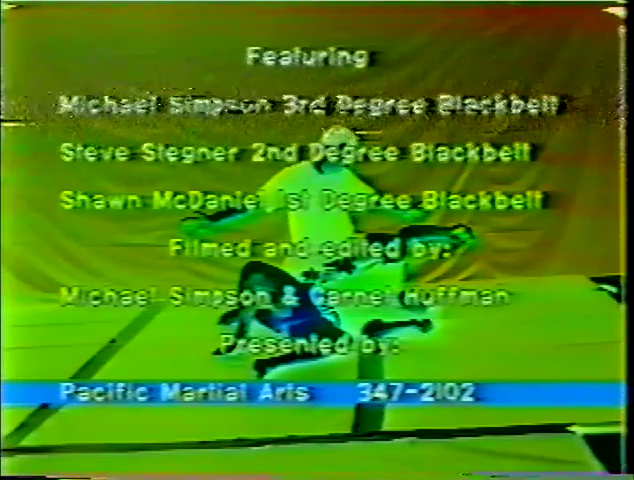 Featuring
Michael Simpson 3rd Degree Blackbelt
Steve Stegner 2nd Degree Blackbelt
Shawn McDaniel 1st Degree Blackbelt
Filmed and edited by:
Michael Simpson & Garnel Huffman
Presented by:
Pacific Martial Arts 347-2102